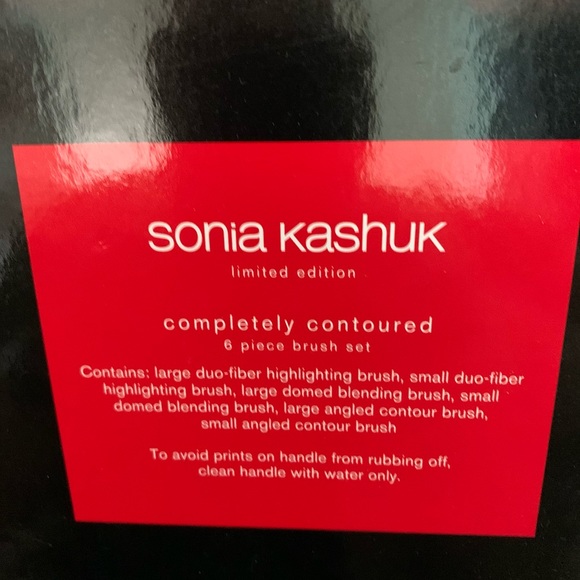 sonia kashuk
limited edition
completely contoured
6 piece brush set
Contains: large duo-fiber highlighting brush, small duo-fiber
highlighting brush, large domed blending brush, small
domed blending brush, large angled contour brush,
small angled contour brush
To avoid prints on handle from rubbing off,
clean handle with water only.